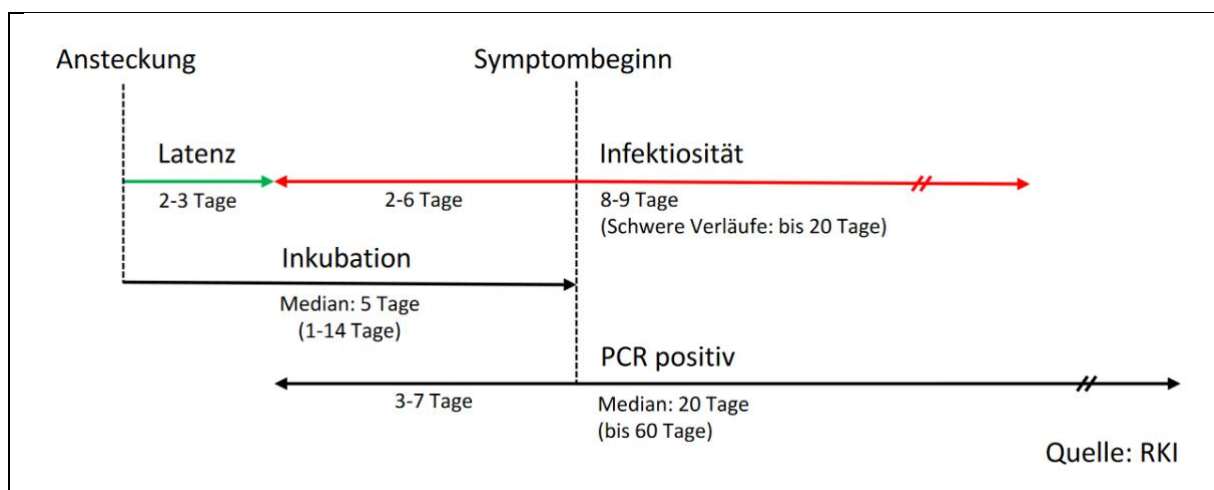 Ansteckung
Symptombeginn
Latenz
Infektiosität
2-3 Tage
2-6 Tage
8-9 Tage
(Schwere Verläufe: bis 20 Tage)
Inkubation
Median: 5 Tage
(1-14 Tage)
PCR positiv
3-7 Tage
Median: 20 Tage
(bis 60 Tage)
Quelle: RKI